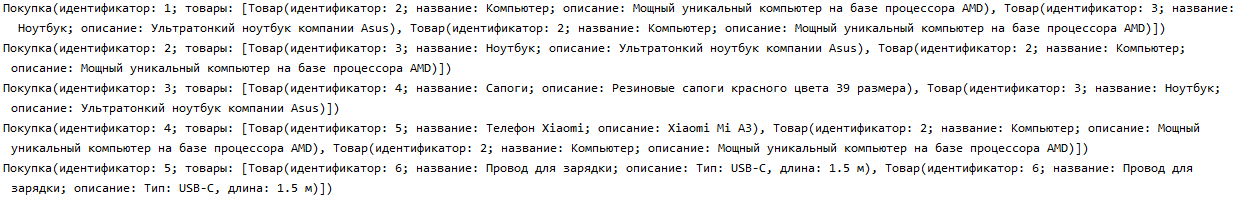 Покупка(идентификатор: 1; товары: [Товар(идентификатор: 2; название: Компьютер; описание: Мощный уникальный компьютер на базе процессора AMD), Товар(идентификатор: 3; название:
Ноутбук; описание: Ультратонкий ноутбук компании Asus), Товар(идентификатор: 2; название: Компьютер; описание: Мощный уникальный компьютер на базе процессора AMD)])
Покупка(идентификатор: 2; товары: [Товар(идентификатор: 3; название: Ноутбук; описание: Ультратонкий ноутбук компании Asus), Товар(идентификатор: 2; название: Компьютер;
описание: Мощный уникальный компьютер на базе процессора AMD)])
Покупка(идентификатор: 3; товары: [Товар(идентификатор: 4; название: Сапоги; описание: Резиновые сапоги красного цвета 39 размера), Товар(идентификатор: 3; название: Ноутбук;
описание: Ультратонкий ноутбук компании Asus)])
Покупка(идентификатор: 4; товары: [Товар(идентификатор: 5; название: Телефон Xiaomi; описание: Xiaomi Mi A3), Товар(идентификатор: 2; название: Компьютер; описание: Мощный
уникальный компьютер на базе процессора AMD), Товар(идентификатор: 2; название: Компьютер; описание: Мощный уникальный компьютер на базе процессора AMD)])
Покупка(идентификатор: 5; товары: [Товар(идентификатор: 6; название: Провод для зарядки; описание: Тип: USB-C, длина: 1.5 м), Товар(идентификатор: 6; название: Провод для
зарядки; описание: Тип: USB-C, длина: 1.5 м)])